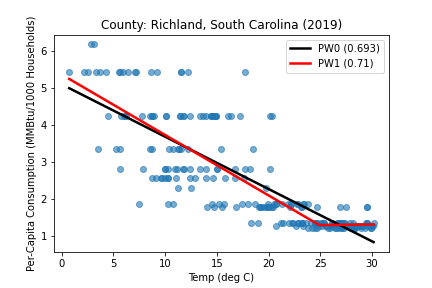 County: Richland, South Carolina (2019)
PW0 (0.693)
PW1 (0.71)
Per-Capita Consumption (MMBtu/1000 Households)
6
5
4
3
2
1
0 5 10 15 20 25 30
Temp (deg C)